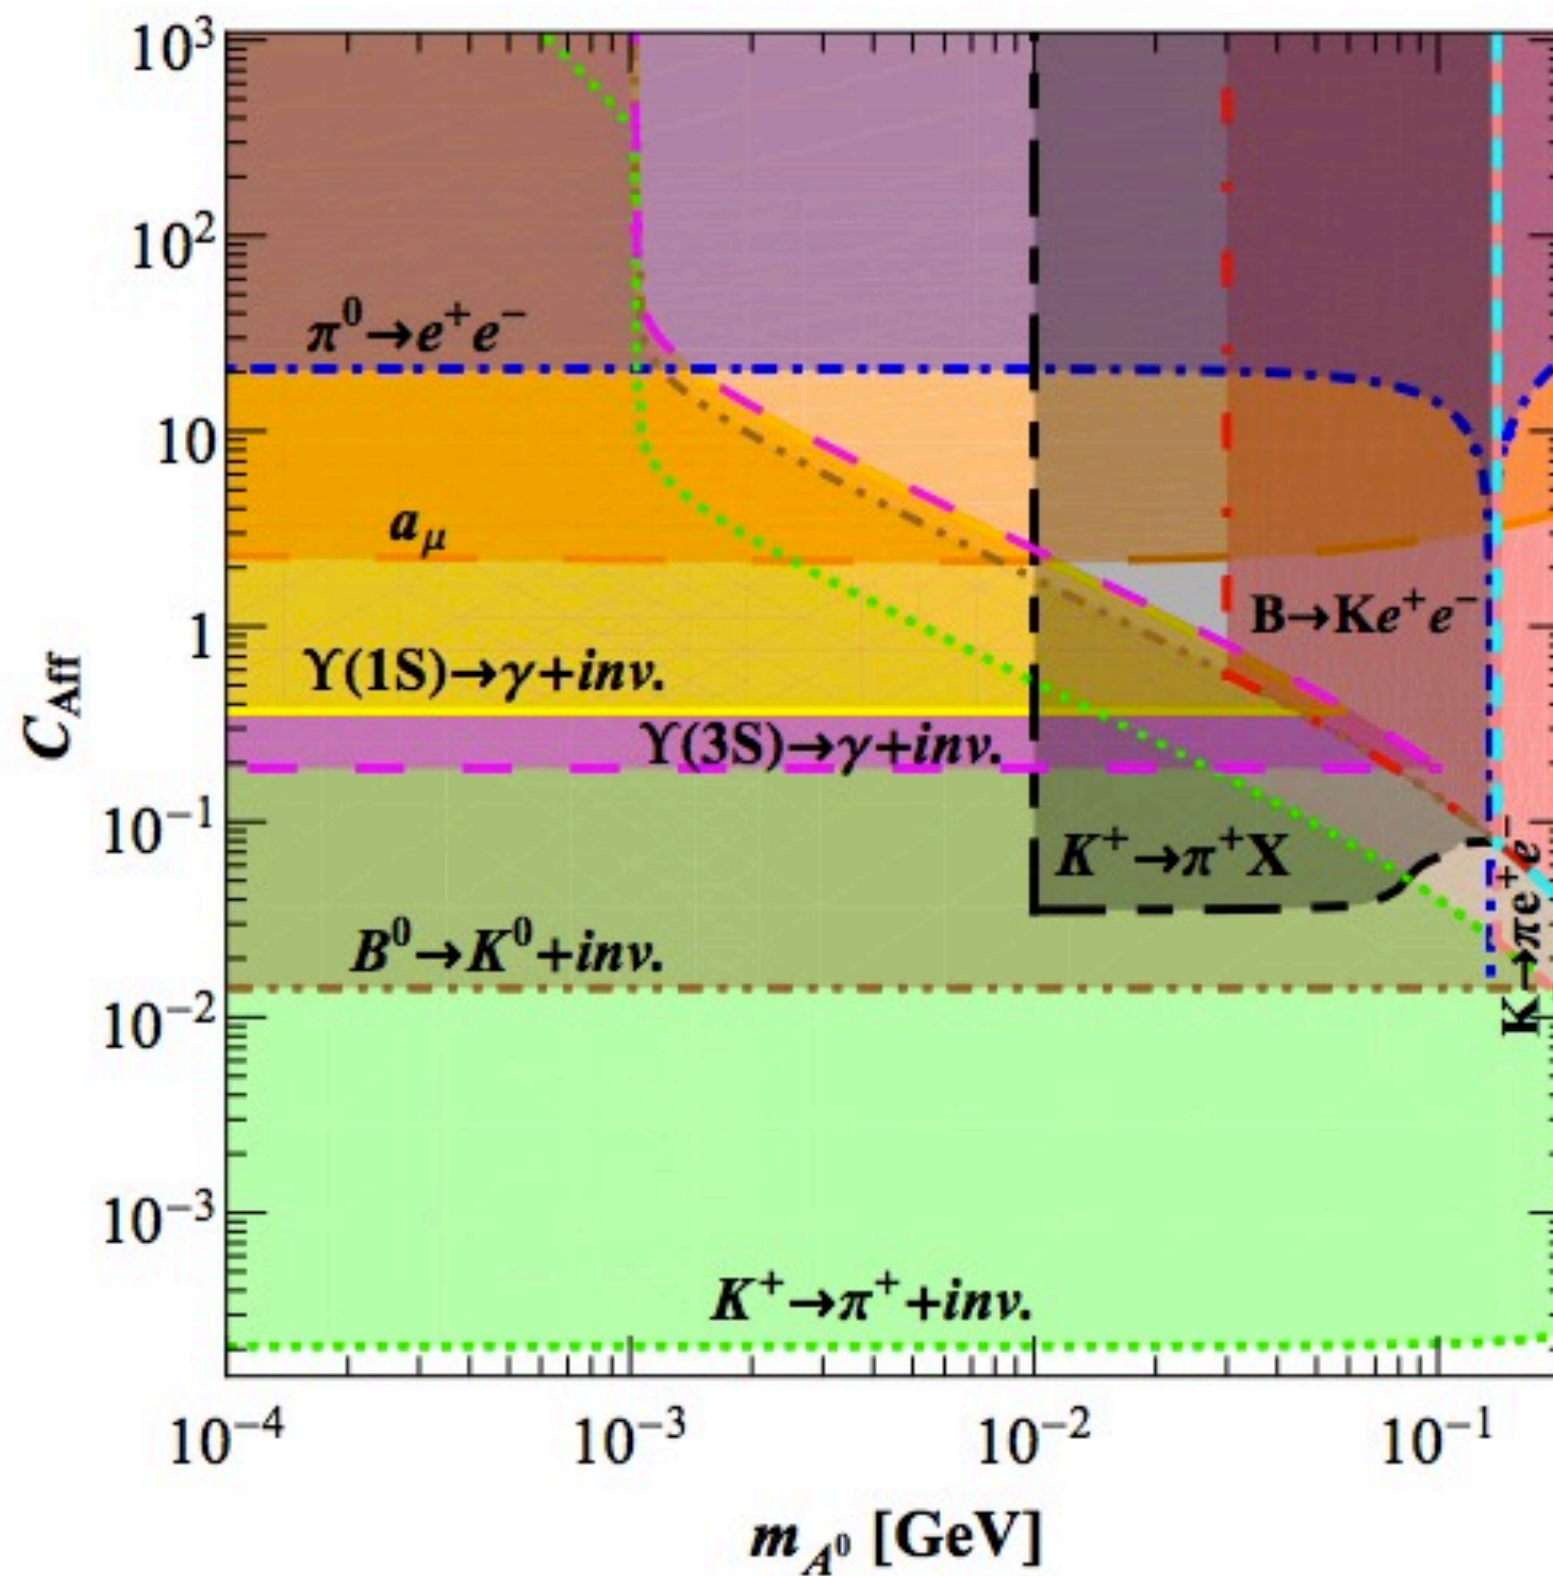 10³
10²
π⁰→e⁺e⁻
10
a_μ
1
B→Ke⁺e⁻
ϒ(1S)→γ+inv.
C_Aff
ϒ(3S)→γ+inv.
10⁻¹
K⁺→π⁺X
K→πe⁺e⁻
B⁰→K⁰+inv.
10⁻²
10⁻³
K⁺→π⁺+inv.
10⁻⁴ 10⁻³ 10⁻² 10⁻¹
m_A⁰ [GeV]